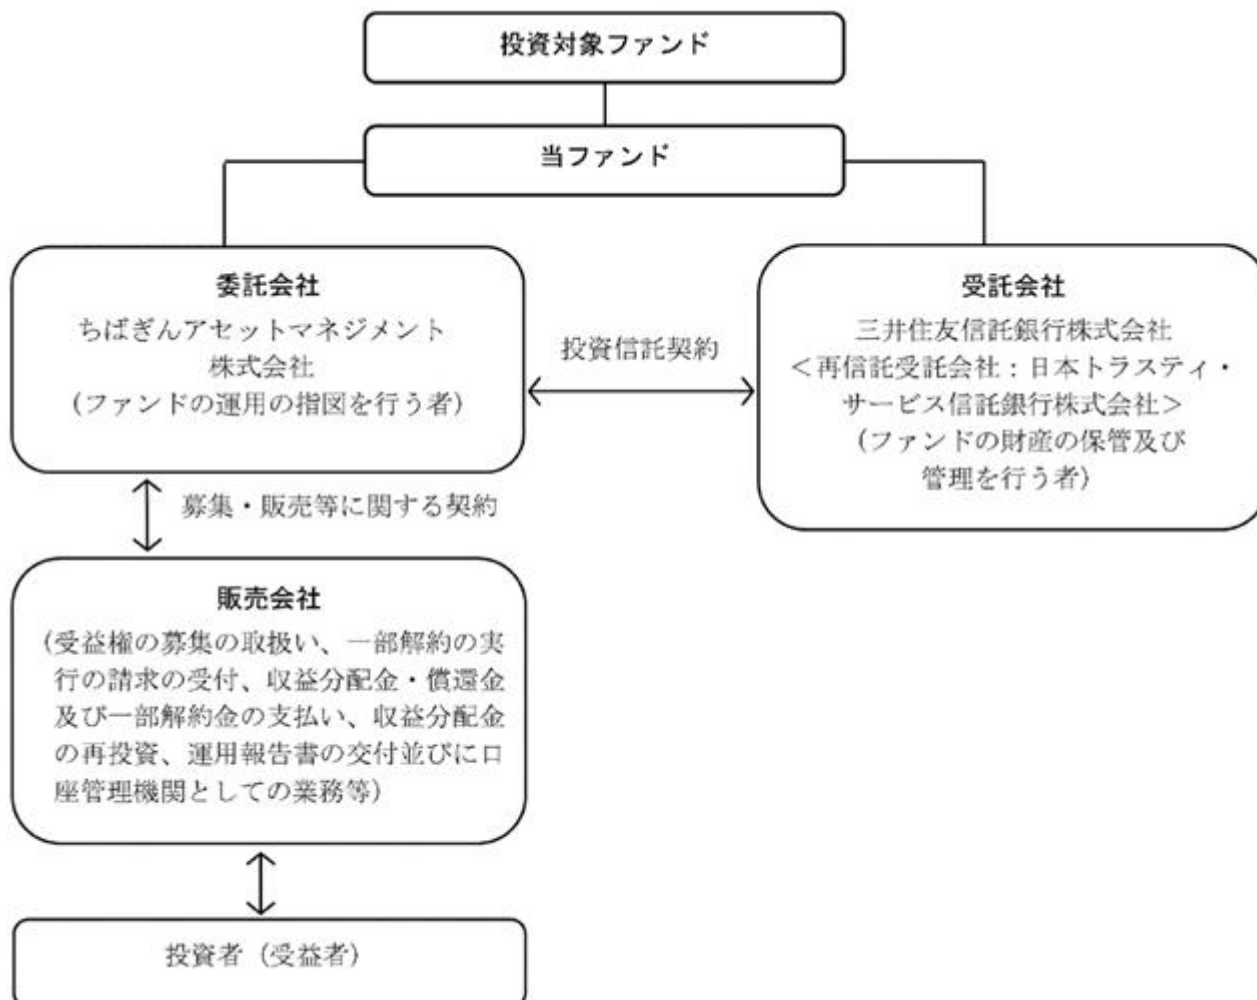 投資対象ファンド
当ファンド
委託会社
ちばぎんアセットマネジメント
株式会社
（ファンドの運用の指図を行う者）
投資信託契約
受託会社
三井住友信託銀行株式会社
＜再信託受託会社：日本トラスティ・
サービス信託銀行株式会社＞
（ファンドの財産の保管及び
管理を行う者）
募集・販売等に関する契約
販売会社
（受益権の募集の取扱い、一部解約の実
行の請求の受付、収益分配金・償還金
及び一部解約金の支払い、収益分配金
の再投資、運用報告書の交付並びに口
座管理機関としての業務等）
投資者（受益者）